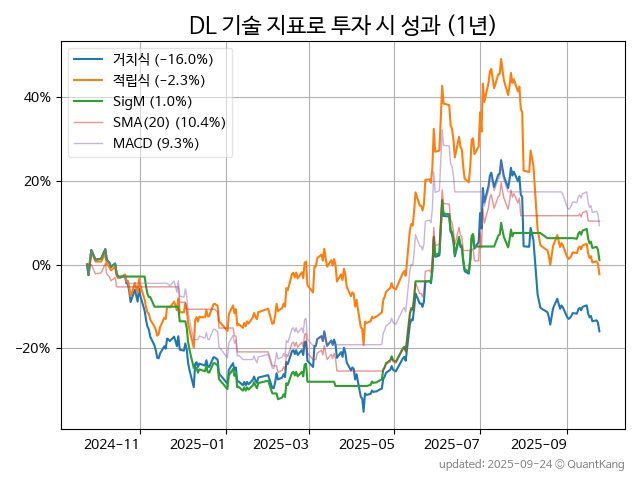 DL 기술 지표로 투자 시 성과 (1년)
거치식 (−16.0%)
적립식 (−2.3%)
SigM (1.0%)
SMA(20) (10.4%)
MACD (9.3%)
40%
20%
0%
−20%
2024-11
2025-01
2025-03
2025-05
2025-07
2025-09
updated: 2025-09-24 © QuantKang